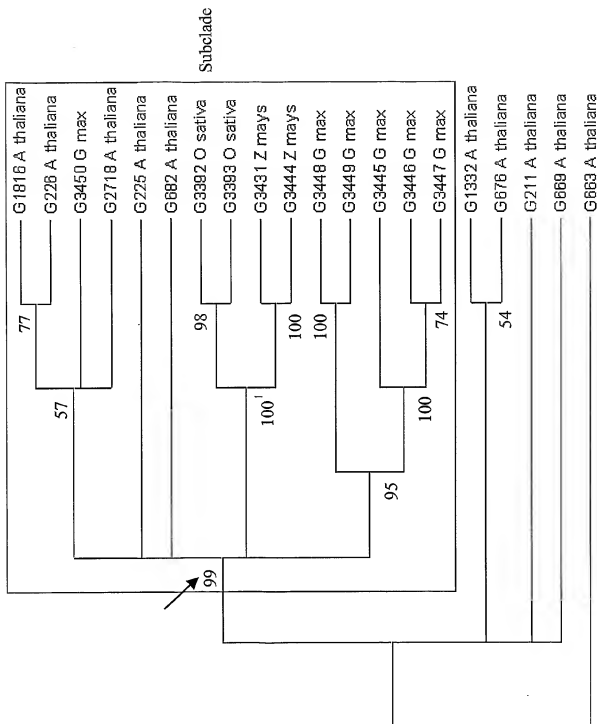 Subclade
G1816 A thaliana
G226 A thaliana
G3450 G max
G2718 A thaliana
G225 A thaliana
G682 A thaliana
G3392 O sativa
G3393 O sativa
G3431 Z mays
G3444 Z mays
G3448 G max
G3449 G max
G3445 G max
G3446 G max
G3447 G max
G1332 A thaliana
G676 A thaliana
G211 A thaliana
G669 A thaliana
G663 A thaliana
77
57
98
100
100
100
74
100
95
99
54